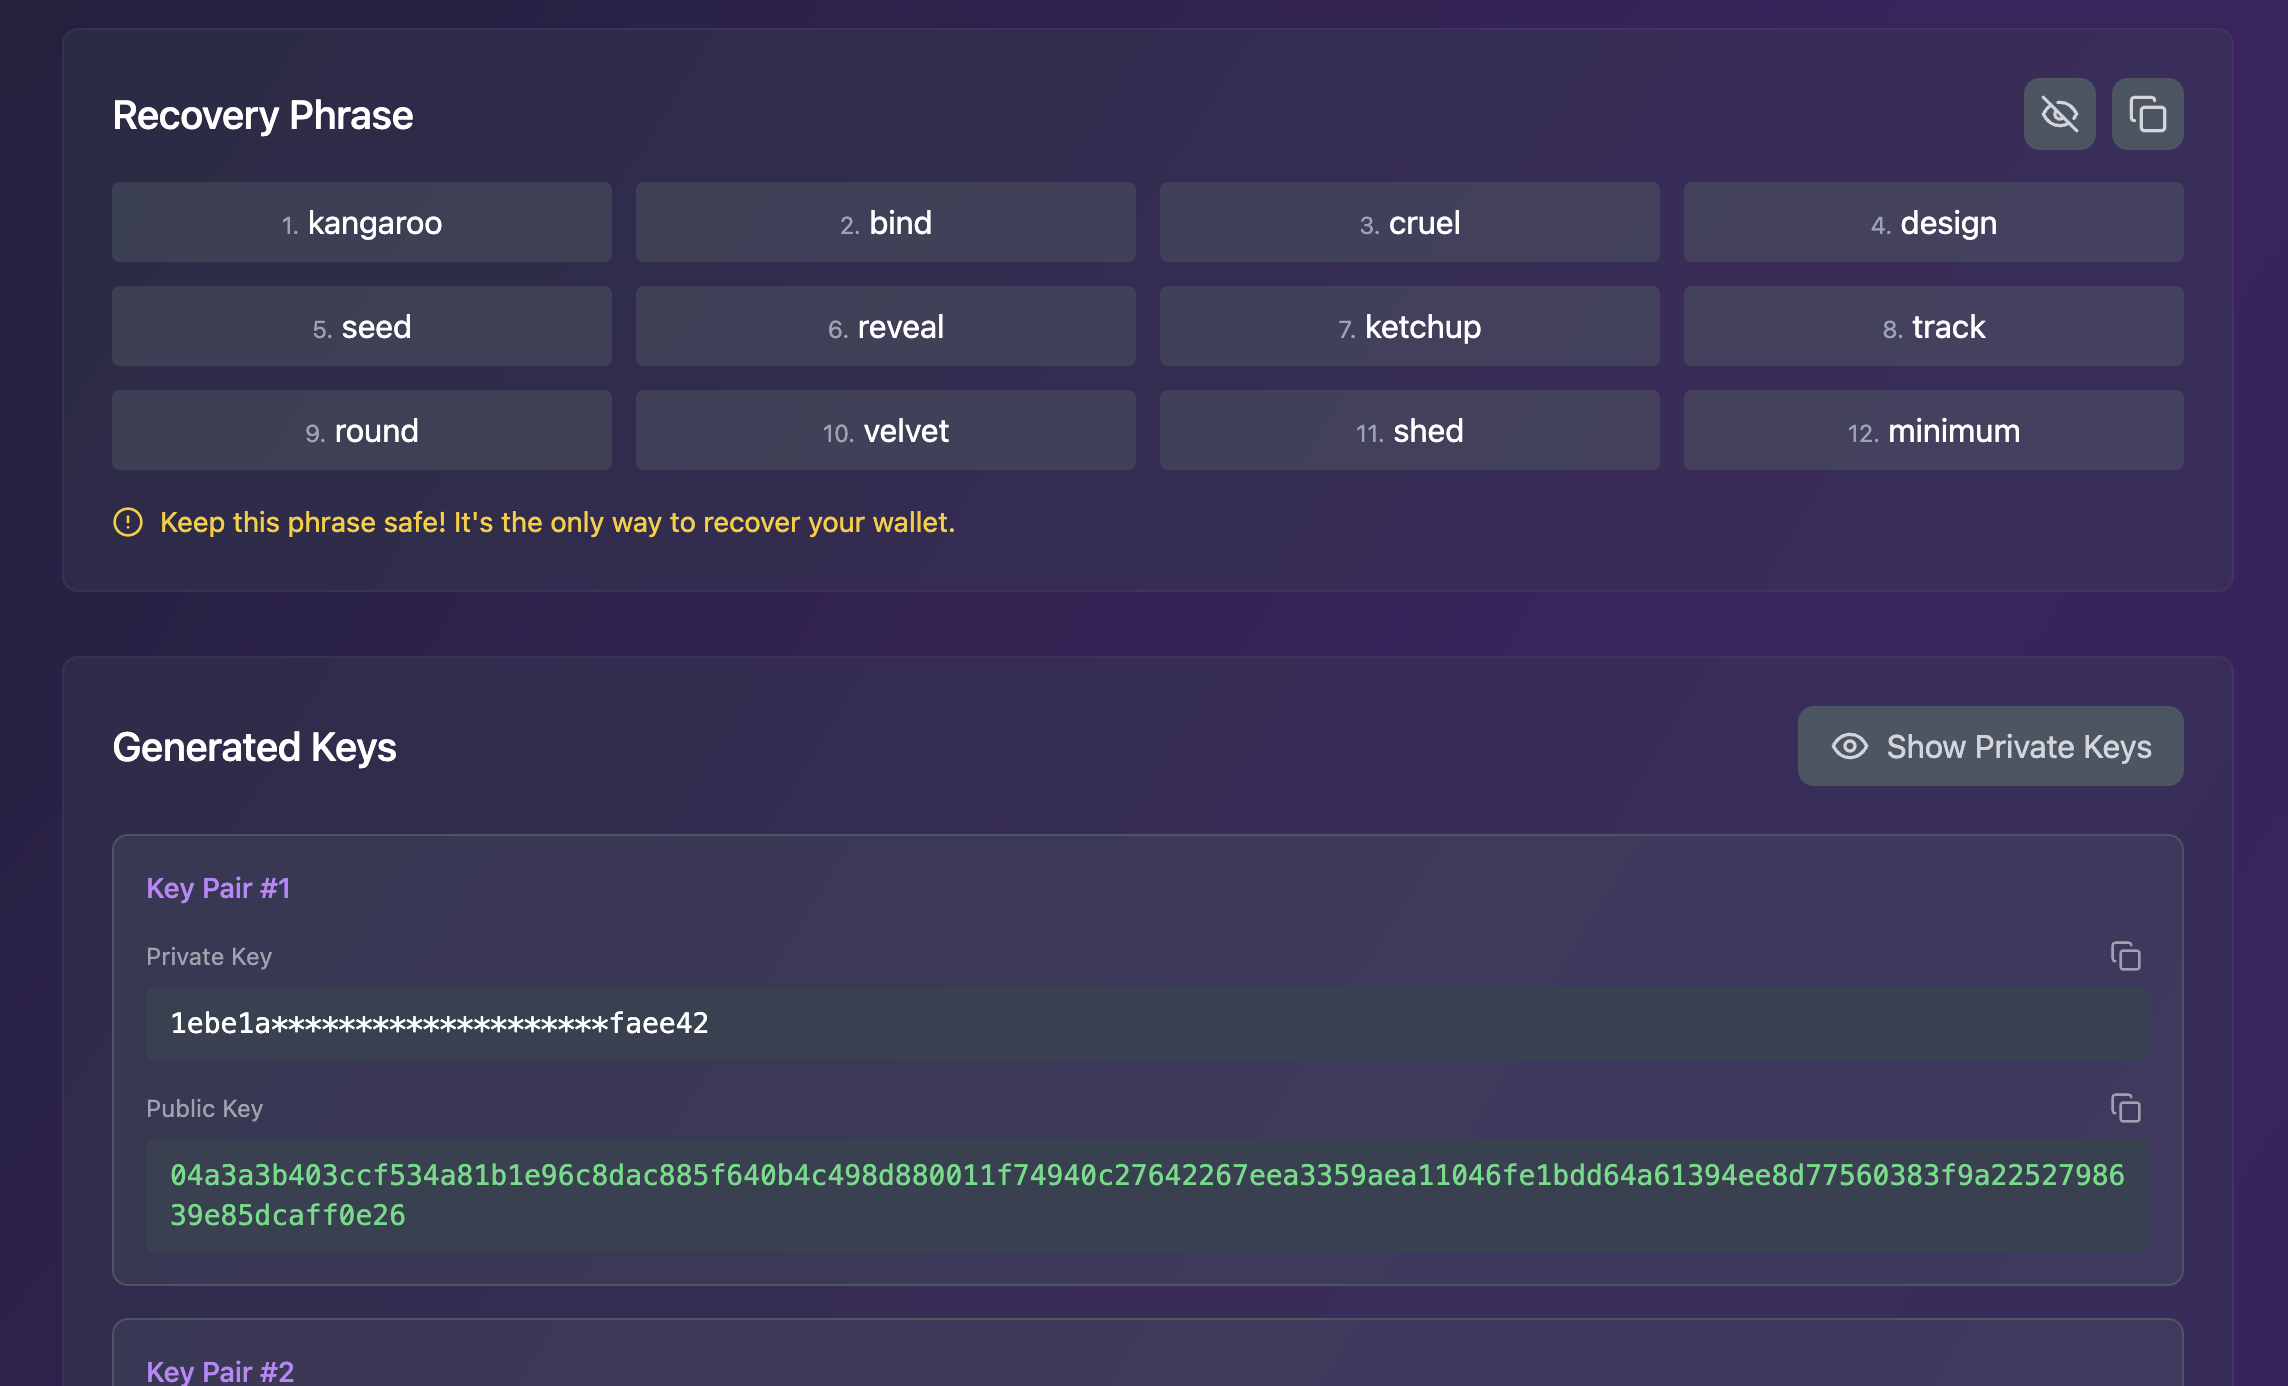 Recovery Phrase
1. kangaroo
2. bind
3. cruel
4. design
5. seed
6. reveal
7. ketchup
8. track
9. round
10. velvet
11. shed
12. minimum
Keep this phrase safe! It's the only way to recover your wallet.
Generated Keys
Show Private Keys
Key Pair #1
Private Key
1ebe1a********************faee42
Public Key
04a3a3b403ccf534a81b1e96c8dac885f640b4c498d880011f74940c27642267eea3359aea11046fe1bdd64a61394ee8d77560383f9a22527986
39e85dcaff0e26
Key Pair #2